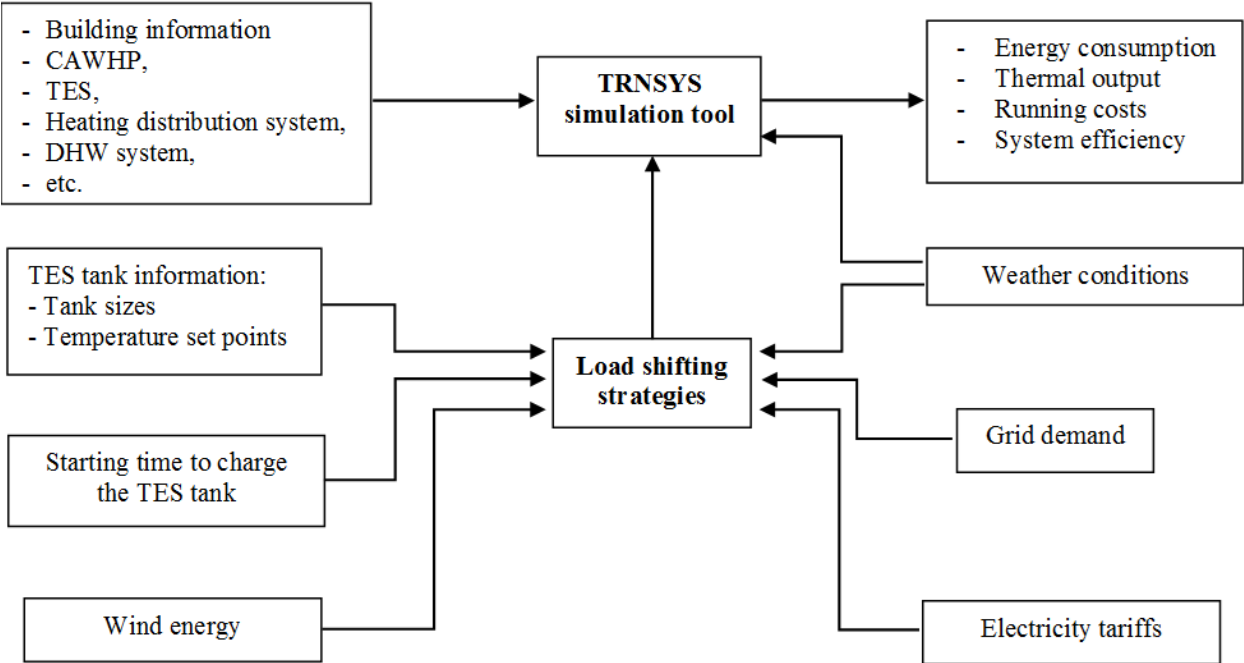 - Building information
- CAWHP,
- TES,
- Heating distribution system,
- DHW system,
- etc.
TRNSYS
simulation tool
- Energy consumption
- Thermal output
- Running costs
- System efficiency
TES tank information:
- Tank sizes
- Temperature set points
Weather conditions
Load shifting
strategies
Starting time to charge
the TES tank
Grid demand
Wind energy
Electricity tariffs